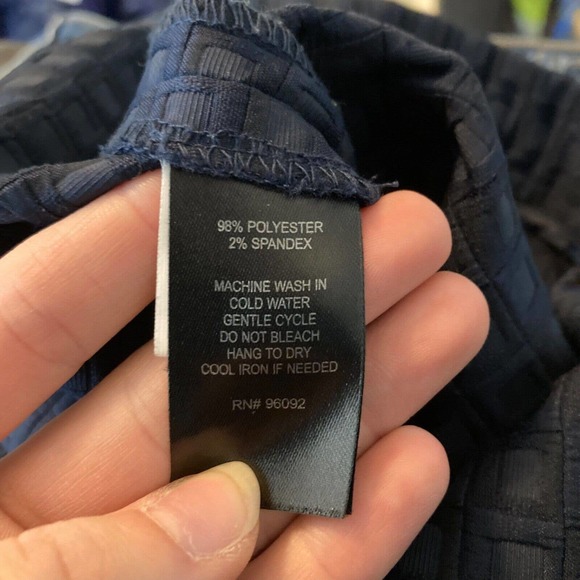 98% POLYESTER
2% SPANDEX
MACHINE WASH IN
COLD WATER
GENTLE CYCLE
DO NOT BLEACH
HANG TO DRY
COOL IRON IF NEEDED
RN# 96092